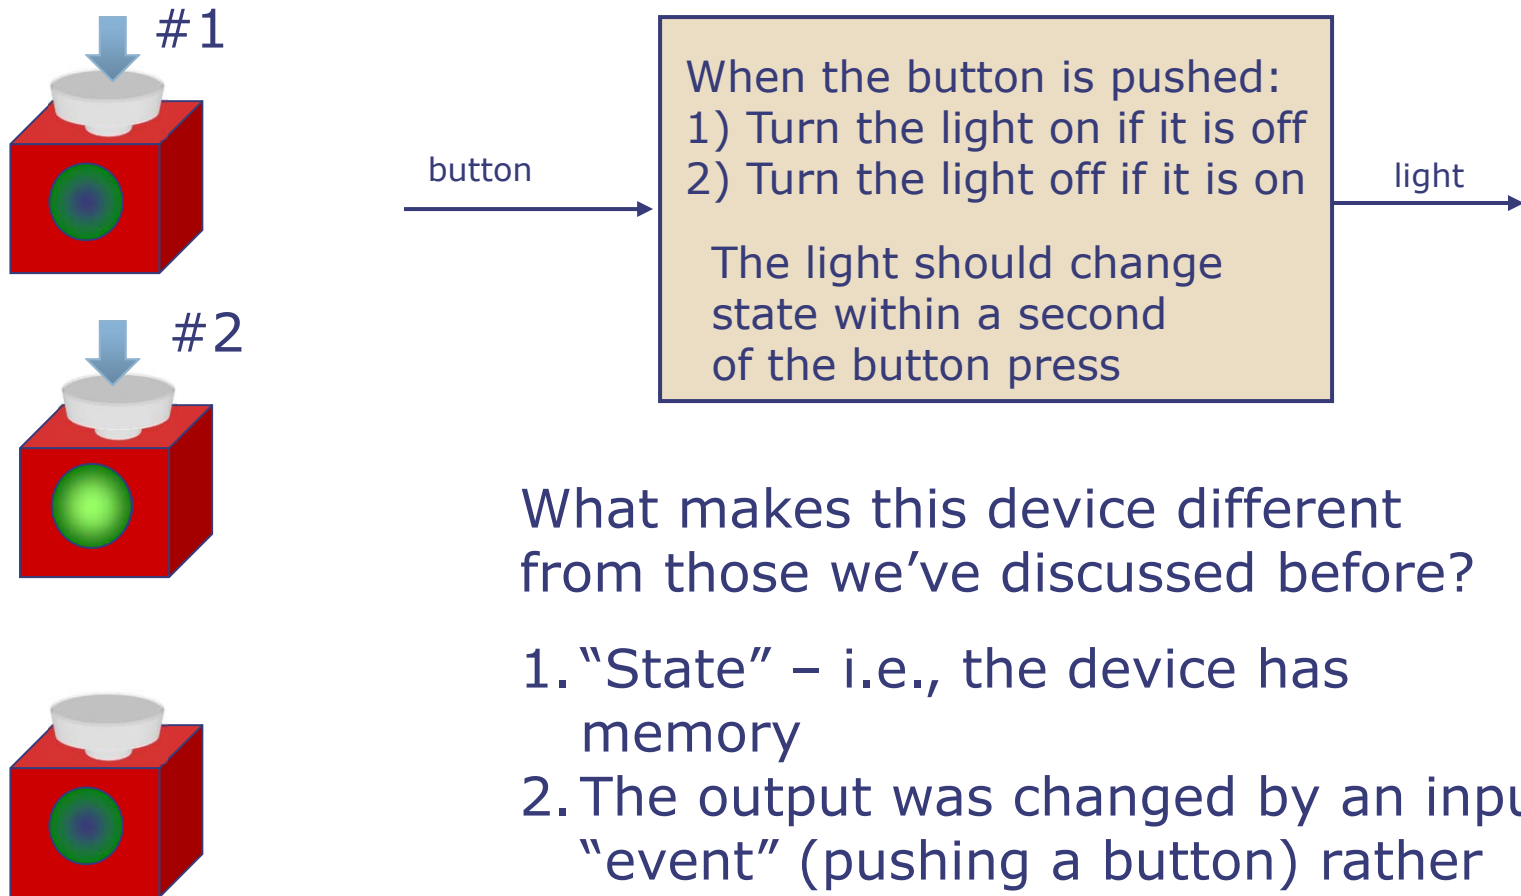 #1
When the button is pushed:
1) Turn the light on if it is off
2) Turn the light off if it is on
button
light
The light should change
state within a second
of the button press
#2
What makes this device different
from those we’ve discussed before?
1. “State” – i.e., the device has
memory
2. The output was changed by an inpu
“event” (pushing a button) rather